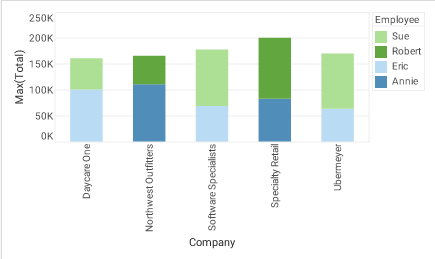 250K
200K
150K
100K
50K
0K
Max(Total)
Daycare One
Northwest Outfitters
Software Specialists
Specialty Retail
Ubermeyer
Company
Employee
Sue
Robert
Eric
Annie